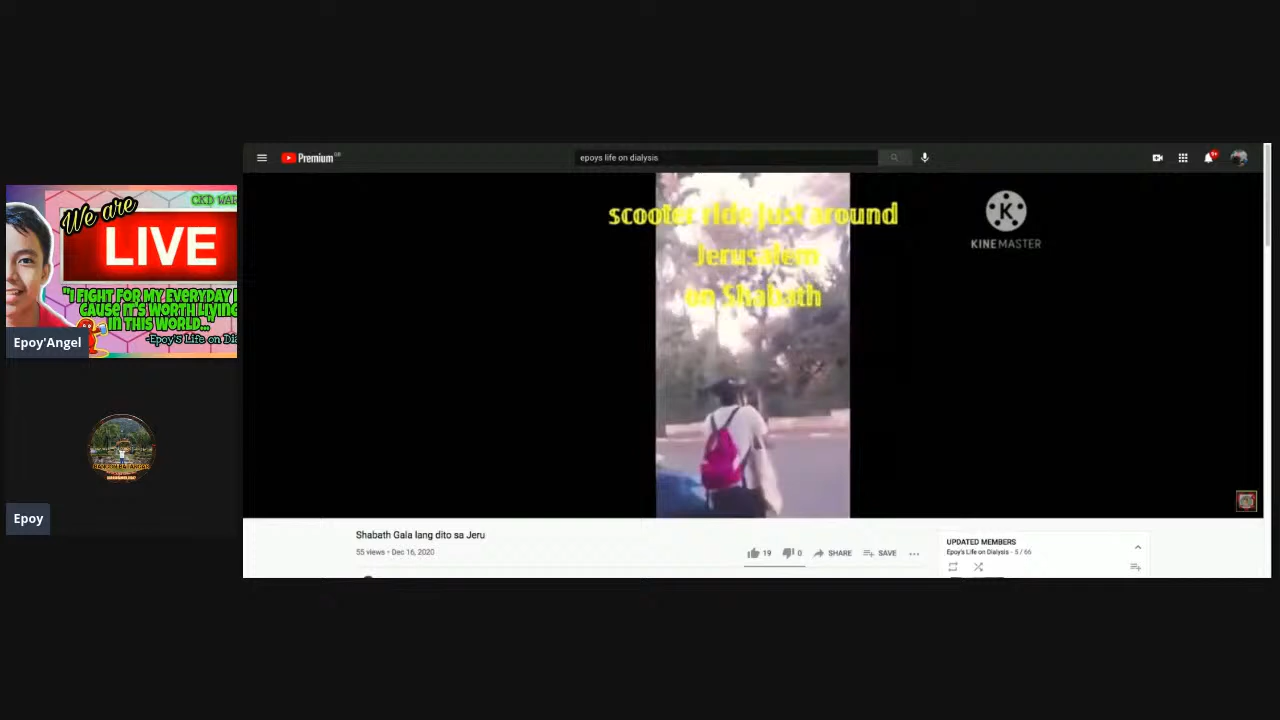 Premium GB
epoys life on dialysis
9+
scooter ride just around
Jerusalem
on Shabath
KINEMASTER
CKD WAR
We are
LIVE
"I FIGHT FOR MY EVERYDAY
CAUSE IT'S WORTH LIVING
IN THIS WORLD..."
-Epoy's Life on Dia
Epoy'Angel
Epoy
Shabath Gala lang dito sa Jeru
55 views • Dec 16, 2020
19
0
SHARE
SAVE
UPDATED MEMBERS
Epoy's Life on Dialysis - 5 / 66